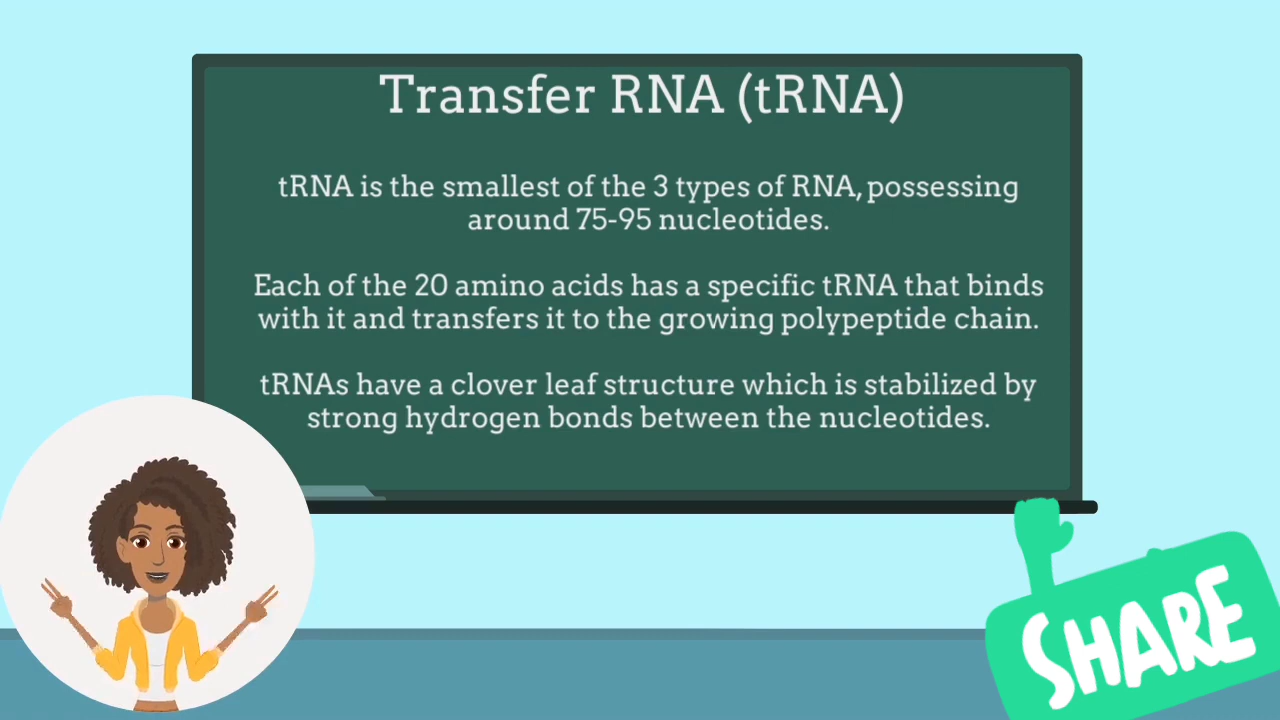 Transfer RNA (tRNA)
tRNA is the smallest of the 3 types of RNA, possessing
around 75-95 nucleotides.
Each of the 20 amino acids has a specific tRNA that binds
with it and transfers it to the growing polypeptide chain.
tRNAs have a clover leaf structure which is stabilized by
strong hydrogen bonds between the nucleotides.
SHARE